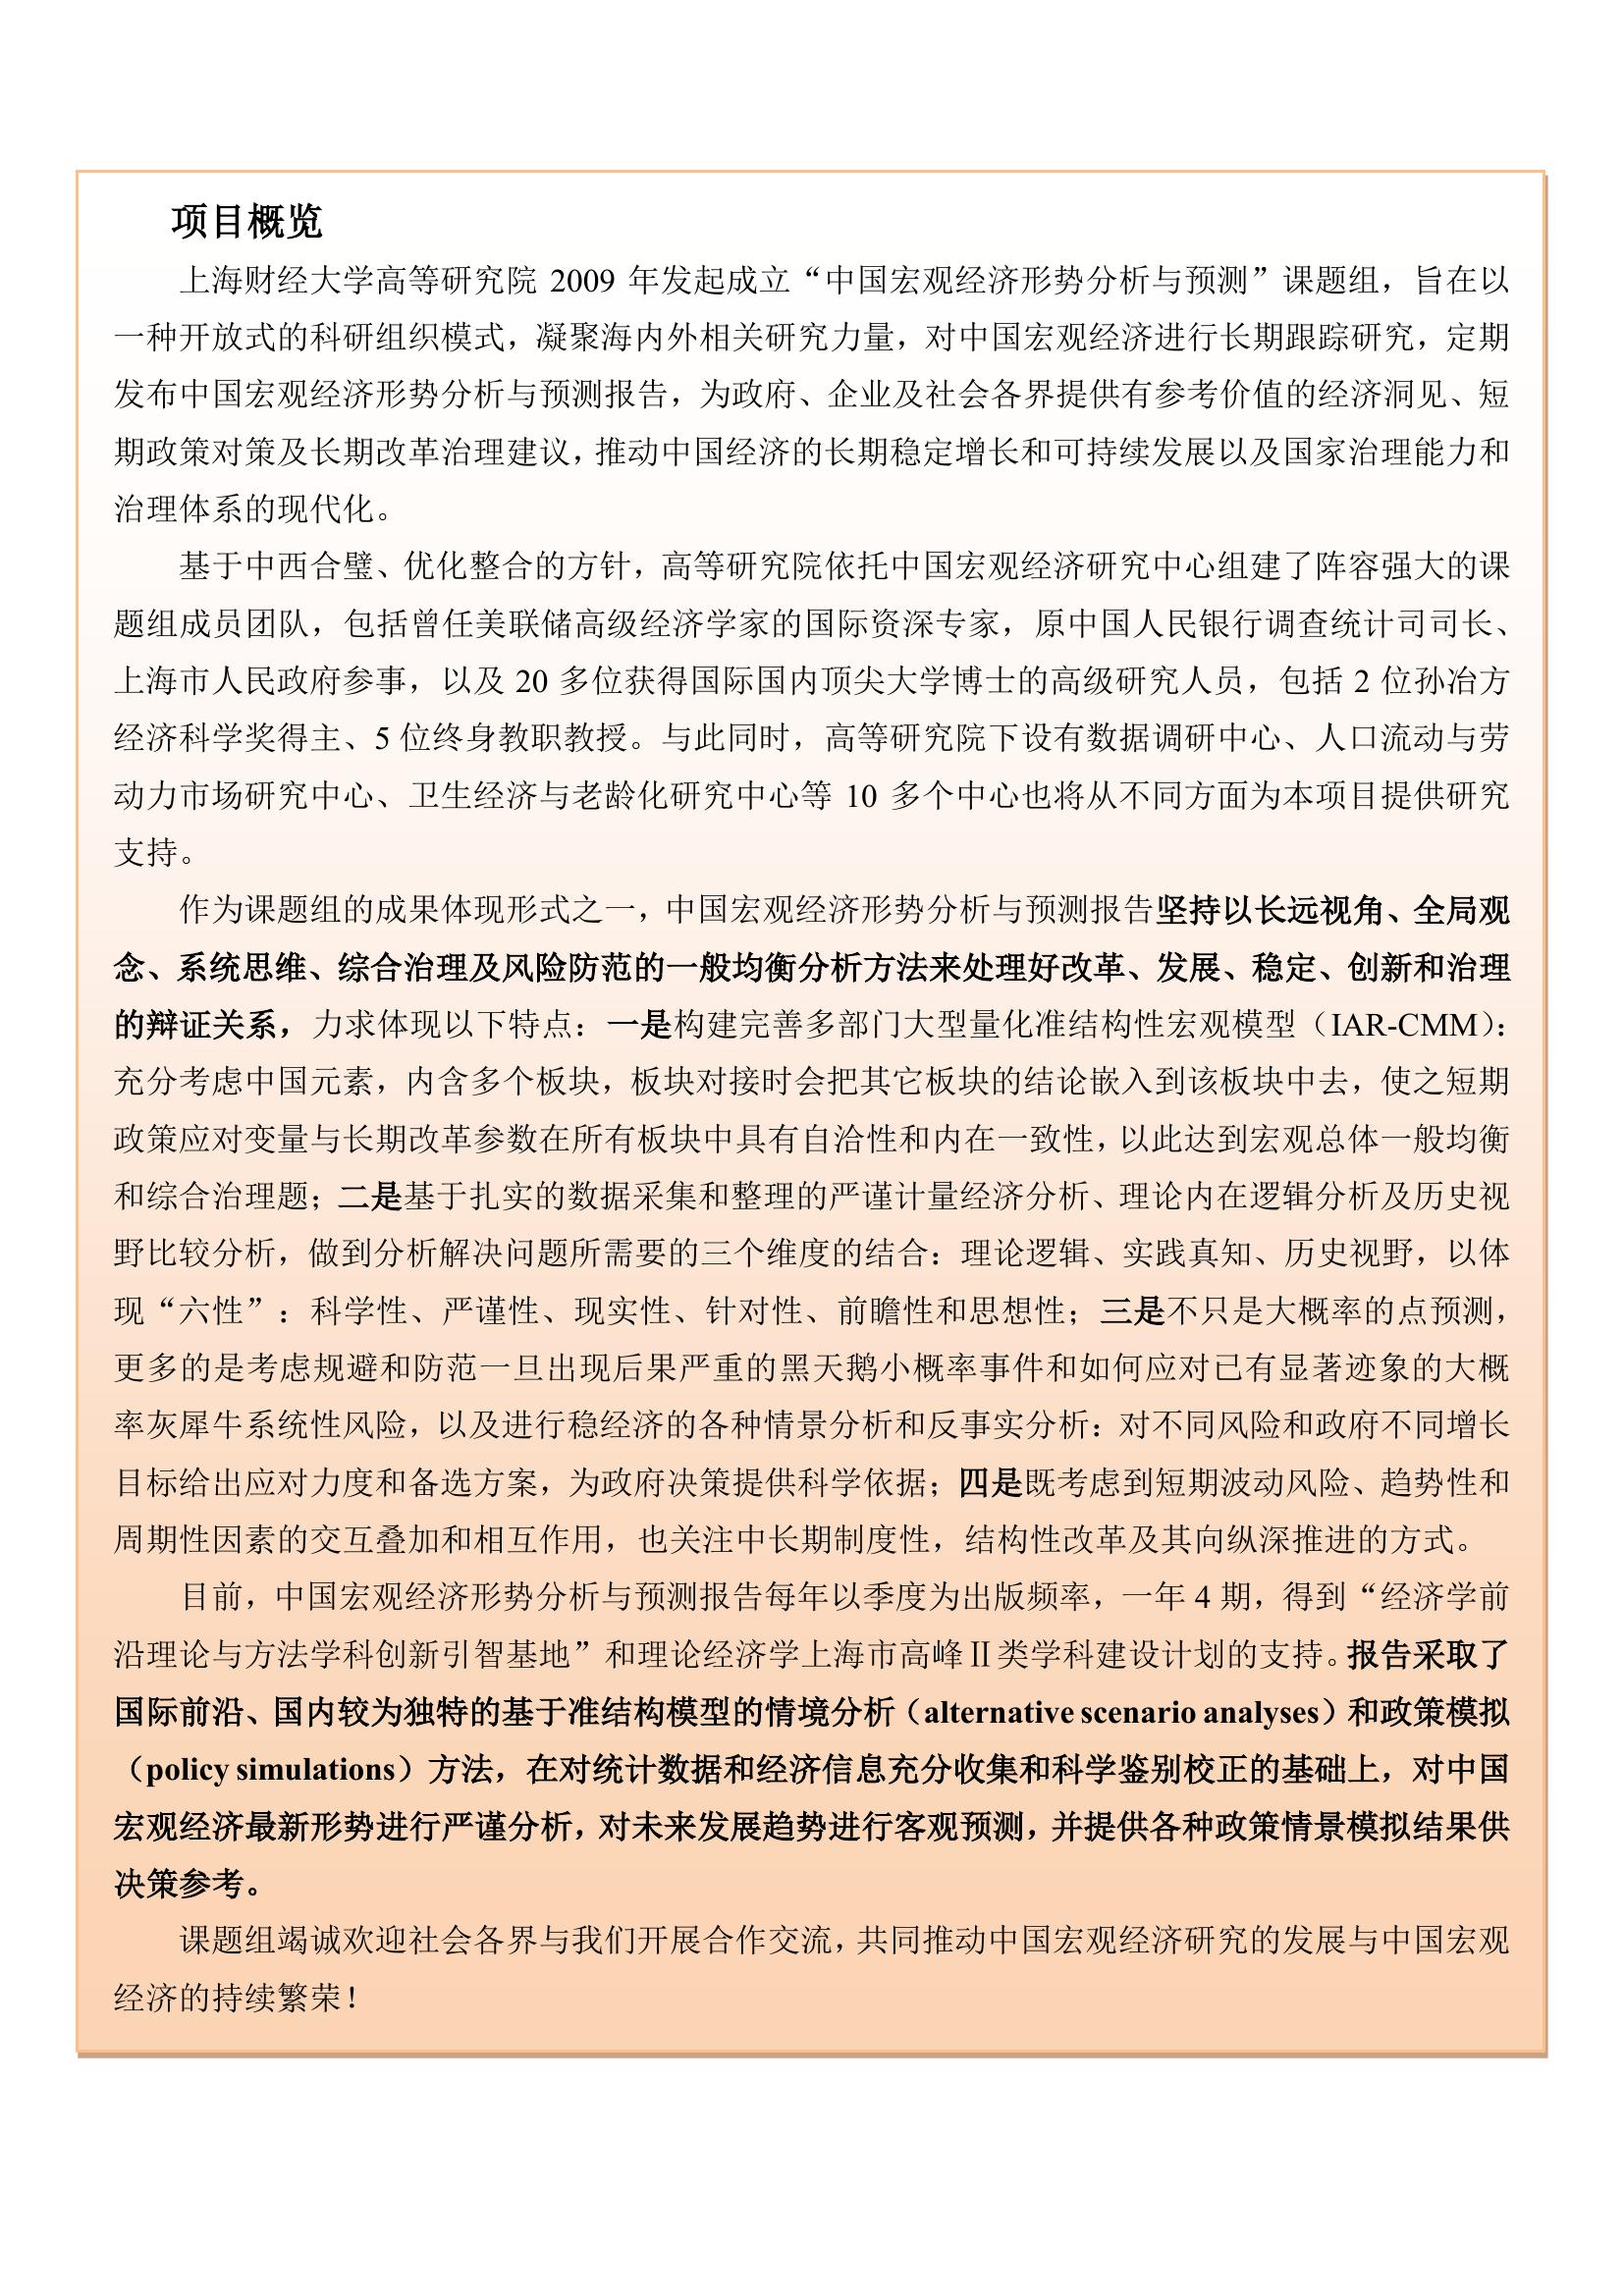 项目概览
上海财经大学高等研究院 2009 年发起成立“中国宏观经济形势分析与预测”课题组，旨在以
一种开放式的科研组织模式，凝聚海内外相关研究力量，对中国宏观经济进行长期跟踪研究，定期
发布中国宏观经济形势分析与预测报告，为政府、企业及社会各界提供有参考价值的经济洞见、短
期政策对策及长期改革治理建议，推动中国经济的长期稳定增长和可持续发展以及国家治理能力和
治理体系的现代化。
基于中西合璧、优化整合的方针，高等研究院依托中国宏观经济研究中心组建了阵容强大的课
题组成员团队，包括曾任美联储高级经济学家的国际资深专家，原中国人民银行调查统计司司长、
上海市人民政府参事，以及 20 多位获得国际国内顶尖大学博士的高级研究人员，包括 2 位孙冶方
经济科学奖得主、5 位终身教职教授。与此同时，高等研究院下设有数据调研中心、人口流动与劳
动力市场研究中心、卫生经济与老龄化研究中心等 10 多个中心也将从不同方面为本项目提供研究
支持。
作为课题组的成果体现形式之一，中国宏观经济形势分析与预测报告坚持以长远视角、全局观
念、系统思维、综合治理及风险防范的一般均衡分析方法来处理好改革、发展、稳定、创新和治理
的辩证关系，力求体现以下特点：一是构建完善多部门大型量化准结构性宏观模型（IAR-CMM）：
充分考虑中国元素，内含多个板块，板块对接时会把其它板块的结论嵌入到该板块中去，使之短期
政策应对变量与长期改革参数在所有板块中具有自洽性和内在一致性，以此达到宏观总体一般均衡
和综合治理题；二是基于扎实的数据采集和整理的严谨计量经济分析、理论内在逻辑分析及历史视
野比较分析，做到分析解决问题所需要的三个维度的结合：理论逻辑、实践真知、历史视野，以体
现“六性”：科学性、严谨性、现实性、针对性、前瞻性和思想性；三是不只是大概率的点预测，
更多的是考虑规避和防范一旦出现后果严重的黑天鹅小概率事件和如何应对已有显著迹象的大概
率灰犀牛系统性风险，以及进行稳经济的各种情景分析和反事实分析：对不同风险和政府不同增长
目标给出应对力度和备选方案，为政府决策提供科学依据；四是既考虑到短期波动风险、趋势性和
周期性因素的交互叠加和相互作用，也关注中长期制度性，结构性改革及其向纵深推进的方式。
目前，中国宏观经济形势分析与预测报告每年以季度为出版频率，一年 4 期，得到“经济学前
沿理论与方法学科创新引智基地”和理论经济学上海市高峰Ⅱ类学科建设计划的支持。报告采取了
国际前沿、国内较为独特的基于准结构模型的情境分析（alternative scenario analyses）和政策模拟
（policy simulations）方法，在对统计数据和经济信息充分收集和科学鉴别校正的基础上，对中国
宏观经济最新形势进行严谨分析，对未来发展趋势进行客观预测，并提供各种政策情景模拟结果供
决策参考。
课题组竭诚欢迎社会各界与我们开展合作交流，共同推动中国宏观经济研究的发展与中国宏观
经济的持续繁荣！